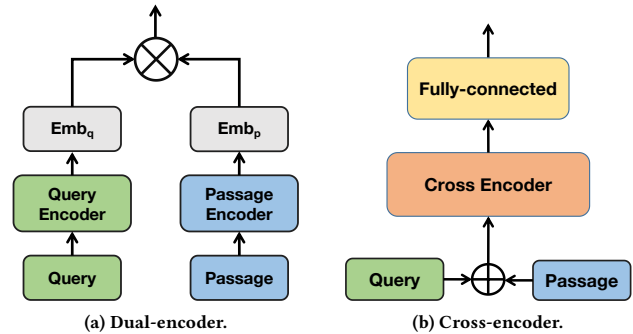 Emb_q
Emb_p
Query
Encoder
Passage
Encoder
Query
Passage
(a) Dual-encoder.
Fully-connected
Cross Encoder
Query
Passage
(b) Cross-encoder.